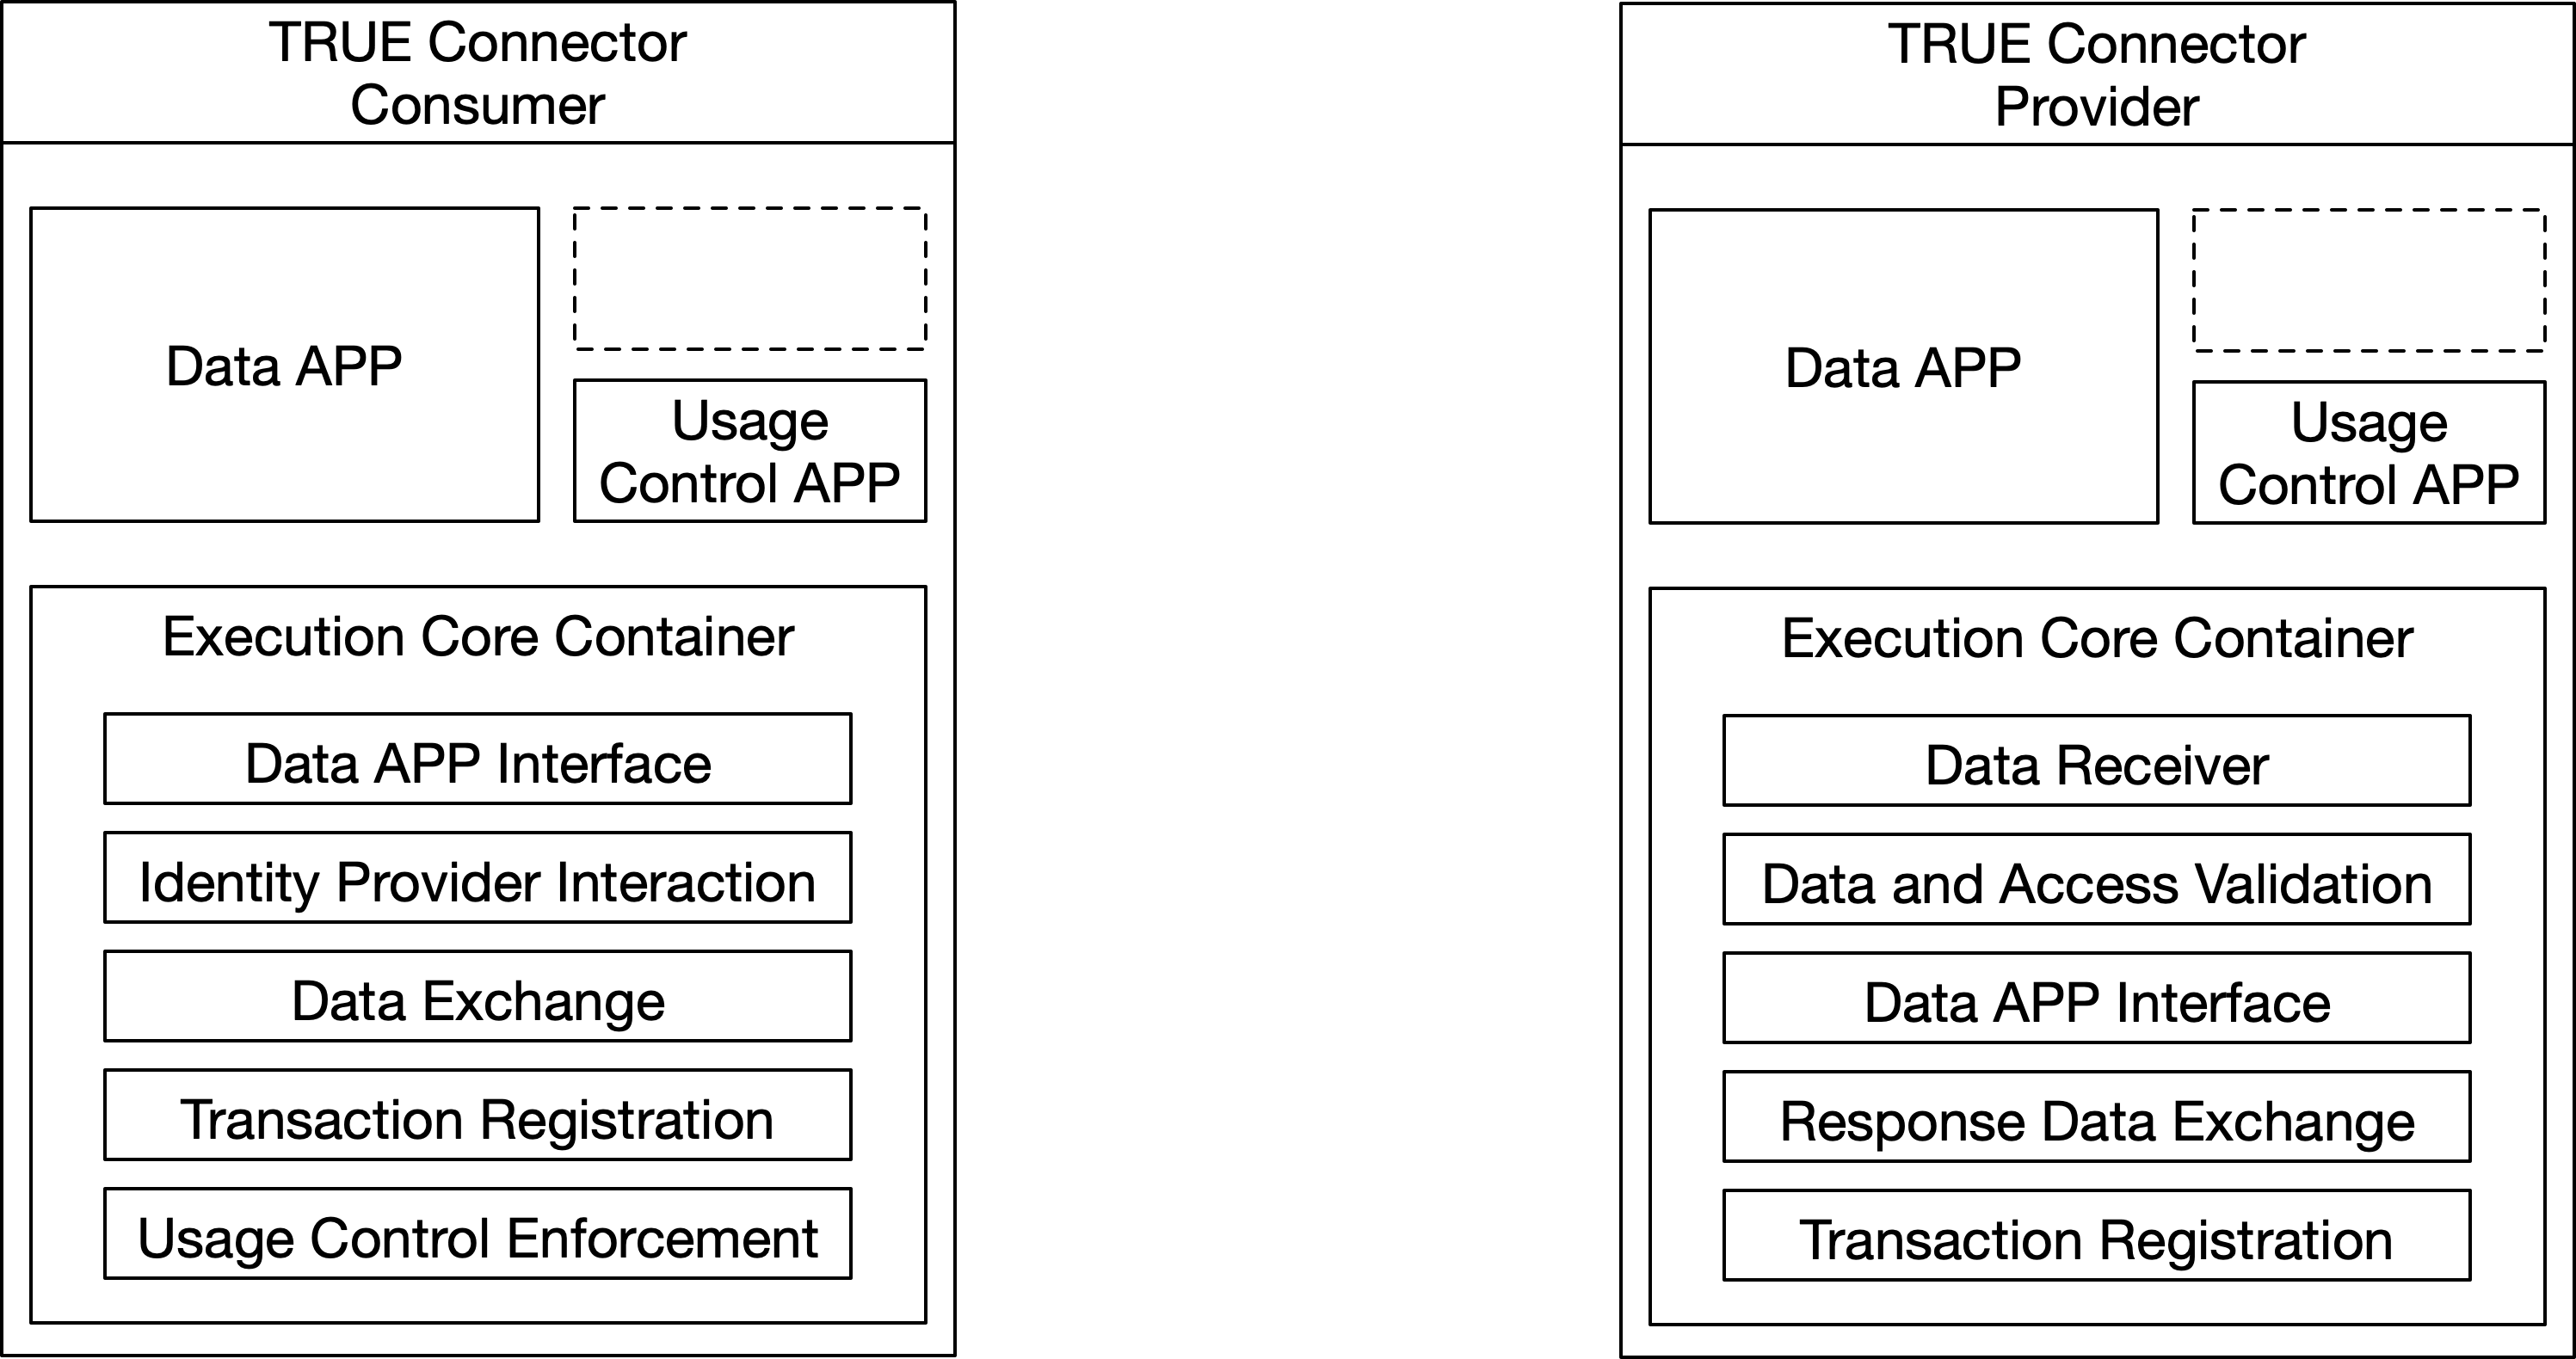 TRUE Connector
Consumer
Data APP
Usage
Control APP
Execution Core Container
Data APP Interface
Identity Provider Interaction
Data Exchange
Transaction Registration
Usage Control Enforcement
TRUE Connector
Provider
Data APP
Usage
Control APP
Execution Core Container
Data Receiver
Data and Access Validation
Data APP Interface
Response Data Exchange
Transaction Registration